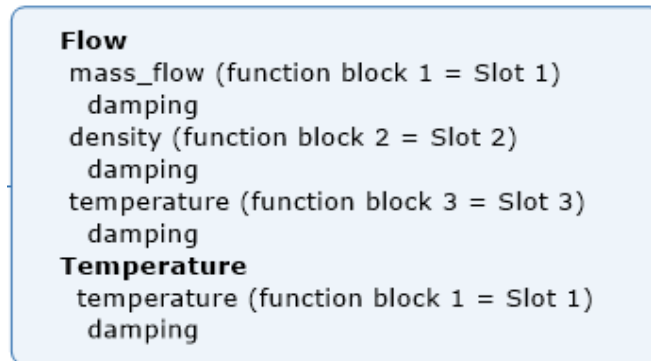 Flow
mass_flow (function block 1 = Slot 1)
damping
density (function block 2 = Slot 2)
damping
temperature (function block 3 = Slot 3)
damping
Temperature
temperature (function block 1 = Slot 1)
damping